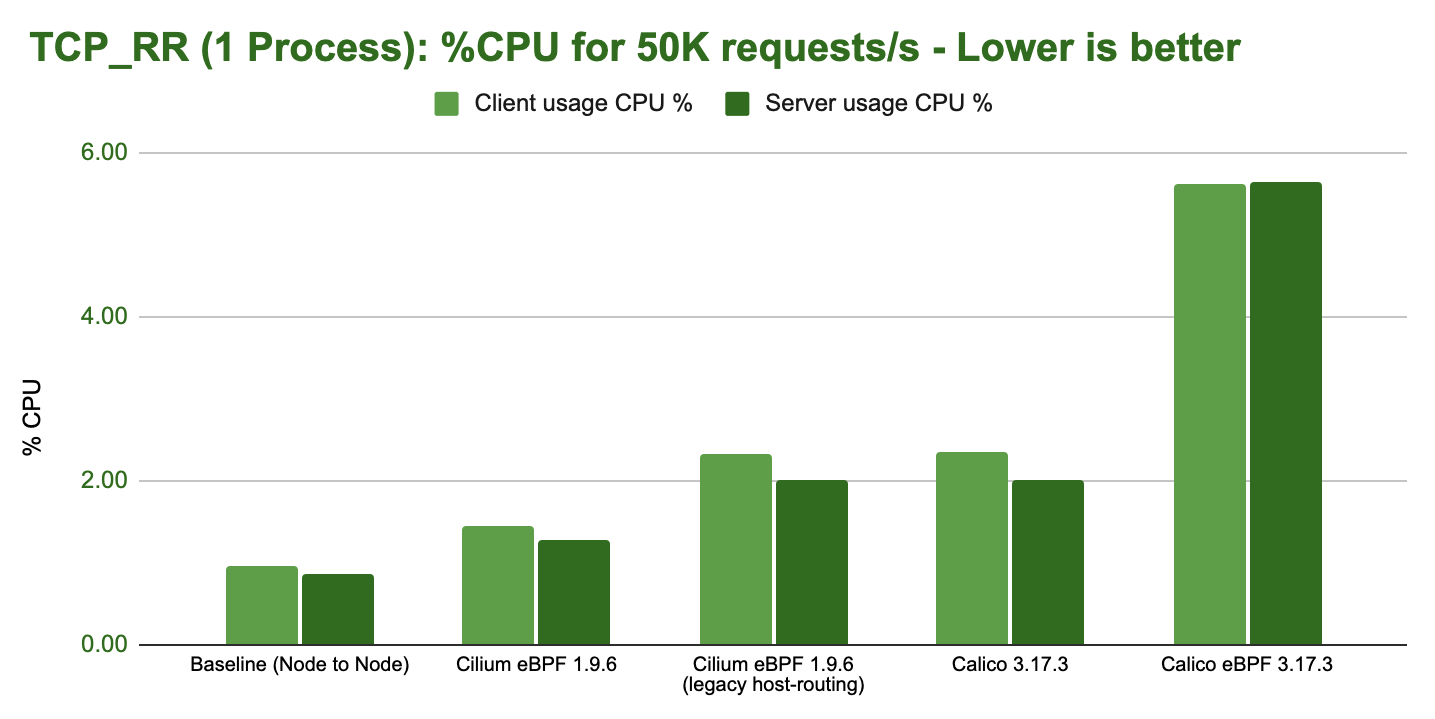 TCP_RR (1 Process): %CPU for 50K requests/s - Lower is better
Client usage CPU %
Server usage CPU %
6.00
4.00
2.00
0.00
% CPU
Baseline (Node to Node)
Cilium eBPF 1.9.6
Cilium eBPF 1.9.6
(legacy host-routing)
Calico 3.17.3
Calico eBPF 3.17.3